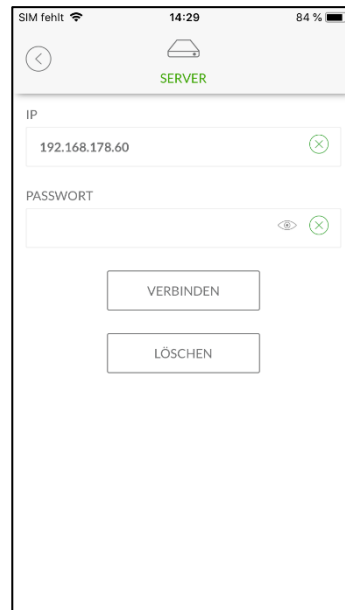 SIM fehlt 14:29 84 %
SERVER
IP
192.168.178.60
PASSWORT
VERBINDEN
LÖSCHEN